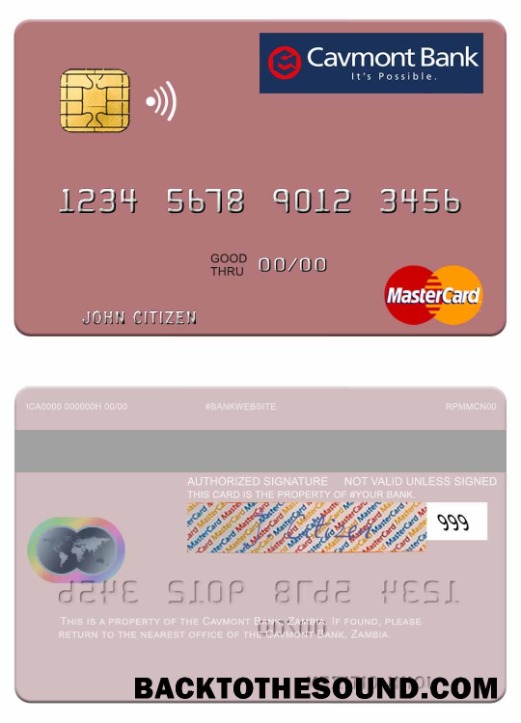 Cavmont Bank
It's Possible.
1234 5678 9012 3456
GOOD THRU 00/00
MasterCard
JOHN CITIZEN
ICA0000 000000H 00/00 #BANKWEBSITE RPMMCN00
AUTHORIZED SIGNATURE NOT VALID UNLESS SIGNED
THIS CARD IS THE PROPERTY OF #YOUR BANK.
999
THIS IS A PROPERTY OF THE CAVMONT BANK, ZAMBIA. IF FOUND, PLEASE
RETURN TO THE NEAREST OFFICE OF THE CAVMONT BANK, ZAMBIA.
BACKTOTHESOUND.COM